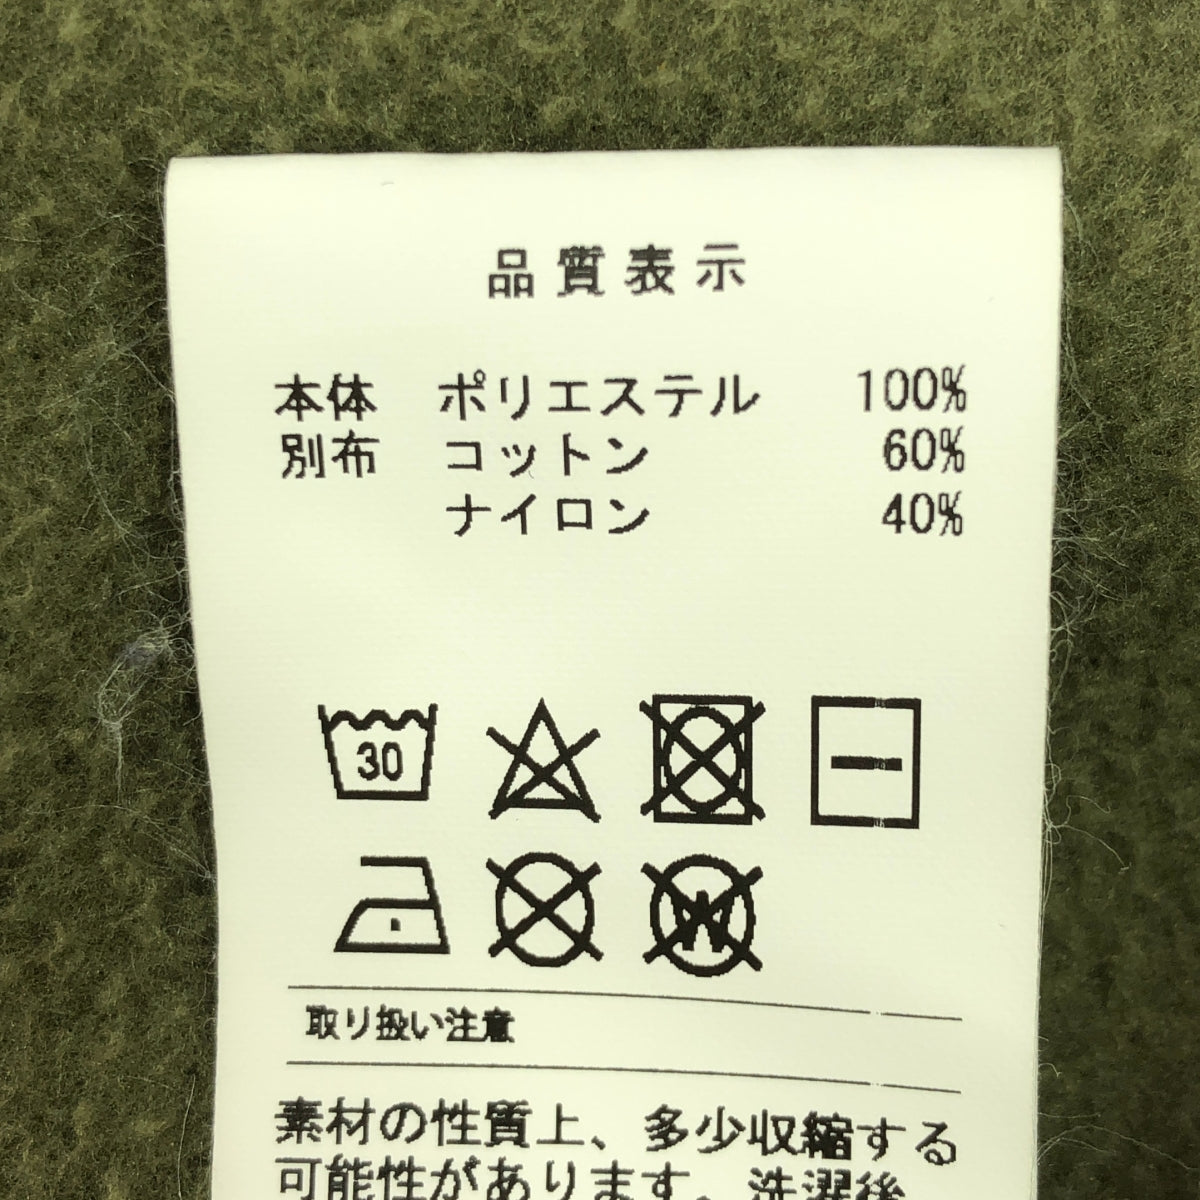 品質表示
本体 ポリエステル 100%
別布 コットン 60%
ナイロン 40%
30
W
取り扱い注意
素材の性質上、多少収縮する
可能性があります。洗濯後